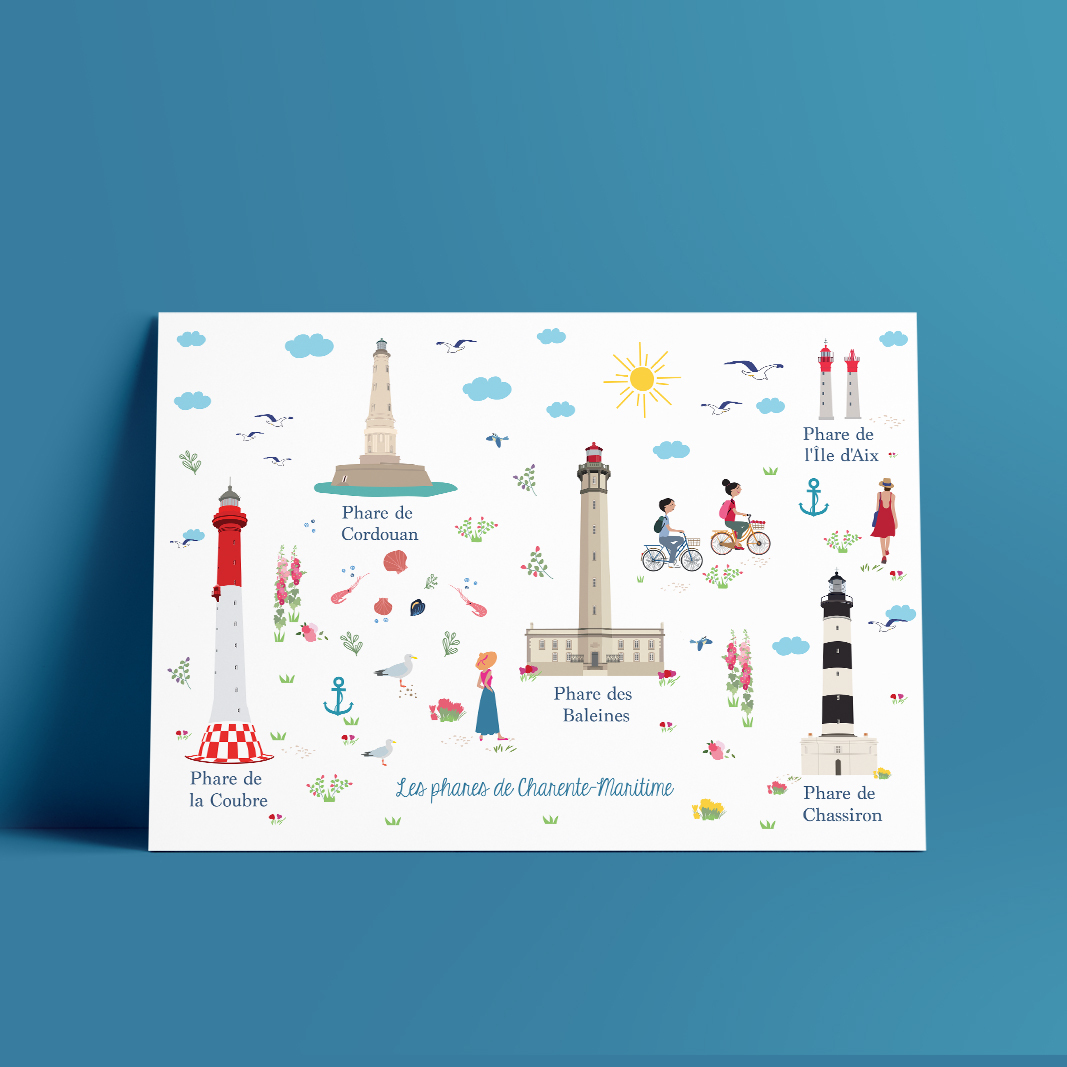 Phare de
l'Île d'Aix
Phare de
Cordouan
Phare des
Baleines
Phare de
la Coubre
Les phares de Charente-Maritime
Phare de
Chassiron